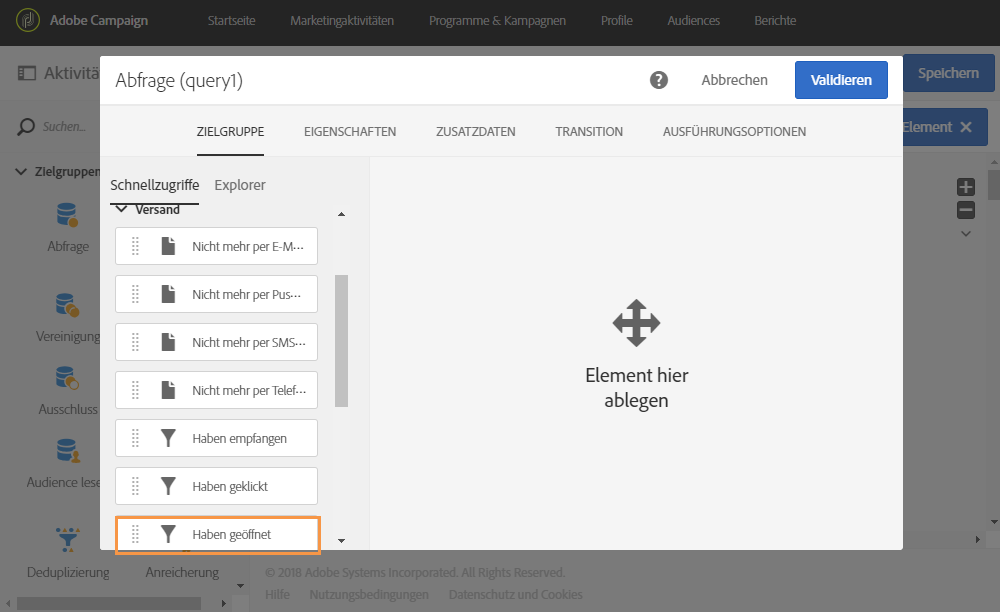 Adobe Campaign
Startseite
Marketingaktivitäten
Programme & Kampagnen
Profile
Audiences
Berichte
Aktivitä
Speichern
Abfrage (query1)
?
Abbrechen
Validieren
Suchen...
Element
ZIELGRUPPE
EIGENSCHAFTEN
ZUSATZDATEN
TRANSITION
AUSFÜHRUNGSOPTIONEN
Zielgruppen
Schnellzugriffe
Explorer
Versand
Abfrage
Nicht mehr per E-M···
Nicht mehr per Pus···
Vereinigung
Nicht mehr per SMS···
Element hier
ablegen
Nicht mehr per Telef···
Ausschluss
Haben empfangen
Haben geklickt
Audience lese
Haben geöffnet
Deduplizierung
Anreicherung
© 2018 Adobe Systems Incorporated. All Rights Reserved.
Hilfe
Nutzungsbedingungen
Datenschutz und Cookies